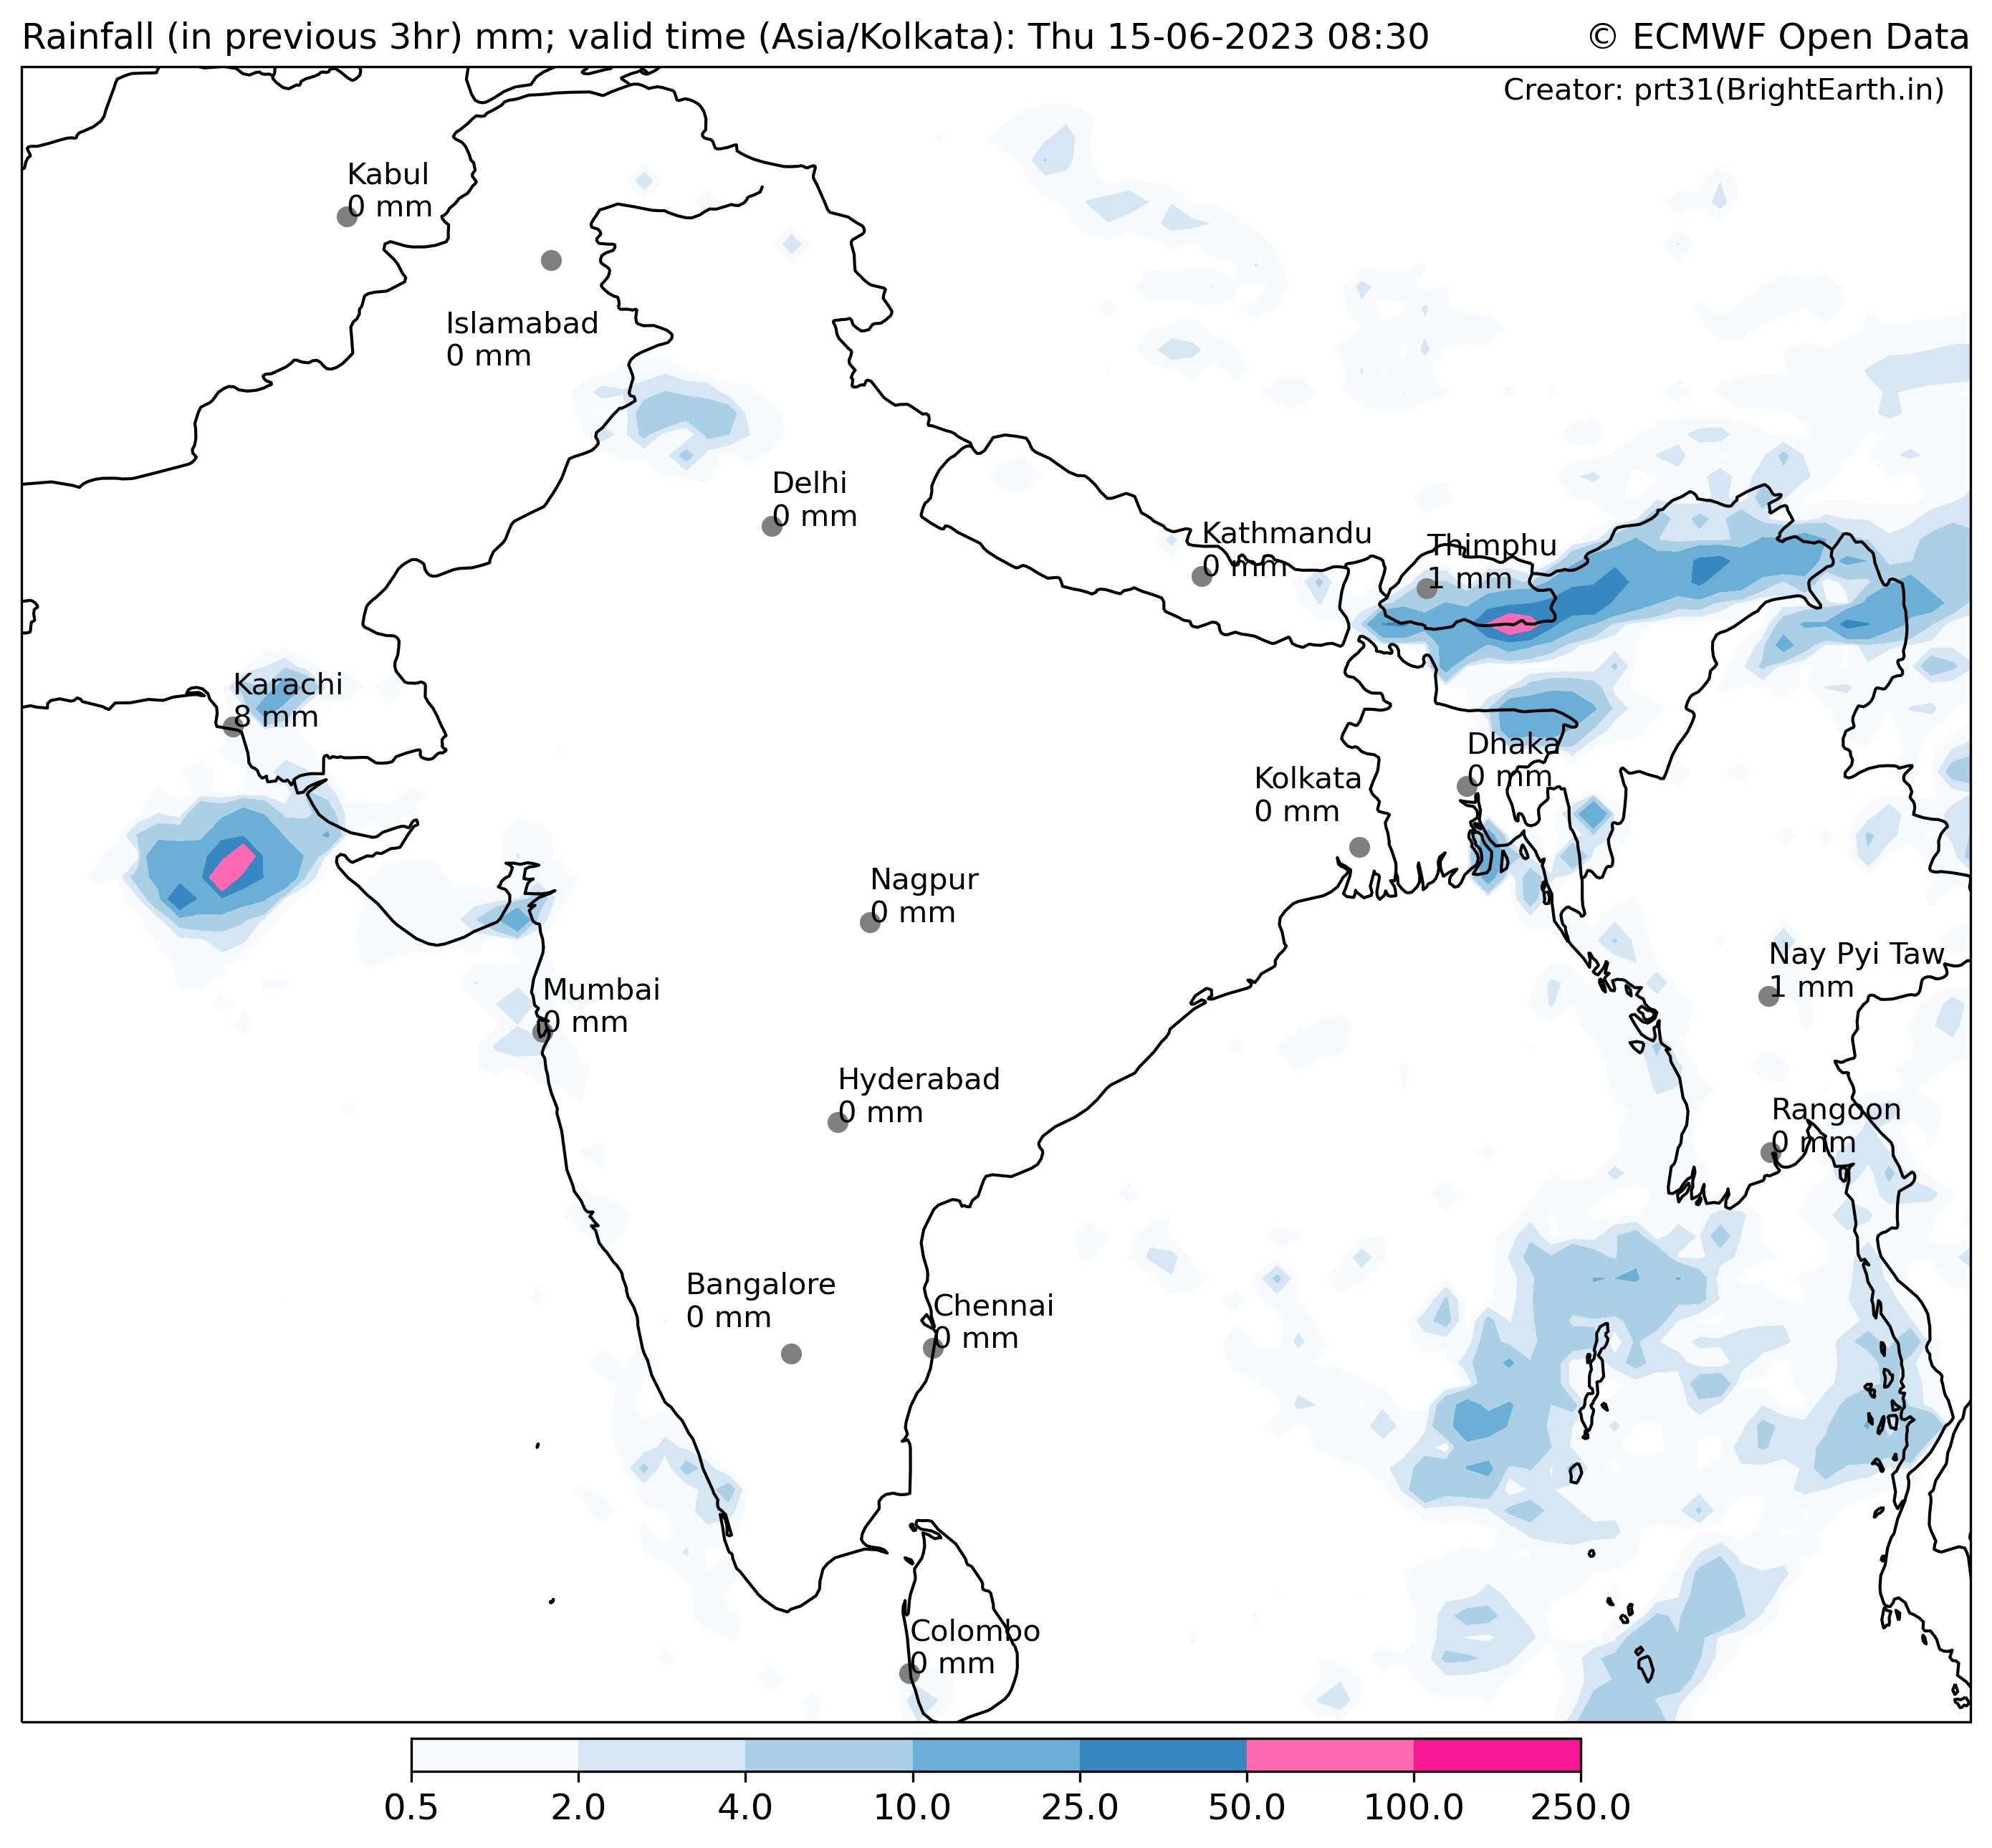 Rainfall (in previous 3hr) mm; valid time (Asia/Kolkata): Thu 15-06-2023 08:30
© ECMWF Open Data
Creator: prt31(BrightEarth.in)
Kabul
0 mm
Islamabad
0 mm
Delhi
0 mm
Kathmandu
0 mm
Thimphu
1 mm
Karachi
8 mm
Dhaka
0 mm
Kolkata
0 mm
Nagpur
0 mm
Nay Pyi Taw
1 mm
Mumbai
0 mm
Hyderabad
0 mm
Rangoon
0 mm
Bangalore
0 mm
Chennai
0 mm
Colombo
0 mm
0.5 2.0 4.0 10.0 25.0 50.0 100.0 250.0